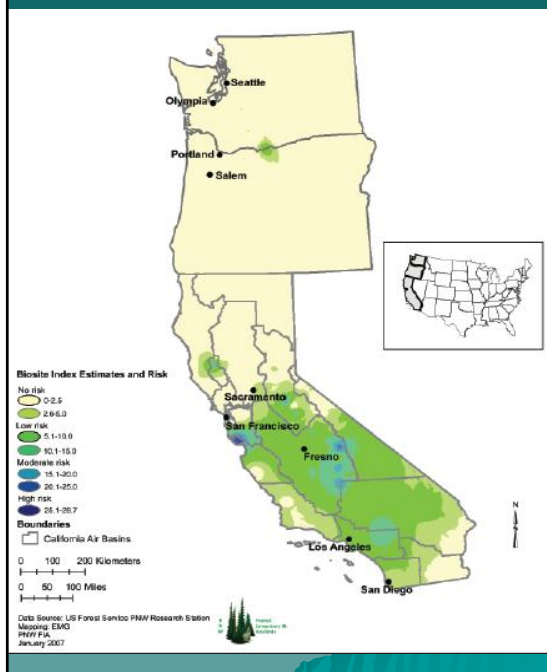 Seattle
Olympia
Portland
Salem
Sacramento
San Francisco
Fresno
Los Angeles
San Diego
Biosite Index Estimates and Risk
No risk
0-2.5
2.6-5.0
Low risk
5.1-10.0
10.1-15.0
Moderate risk
15.1-20.0
20.1-25.0
High risk
25.1-28.7
Boundaries
California Air Basins
0 100 200 Kilometers
0 50 100 Miles
N
Data Source: US Forest Service PNW Research Station
Mapping: EMG
PNW FIA
January 2007
Forest
Inventory &
Analysis